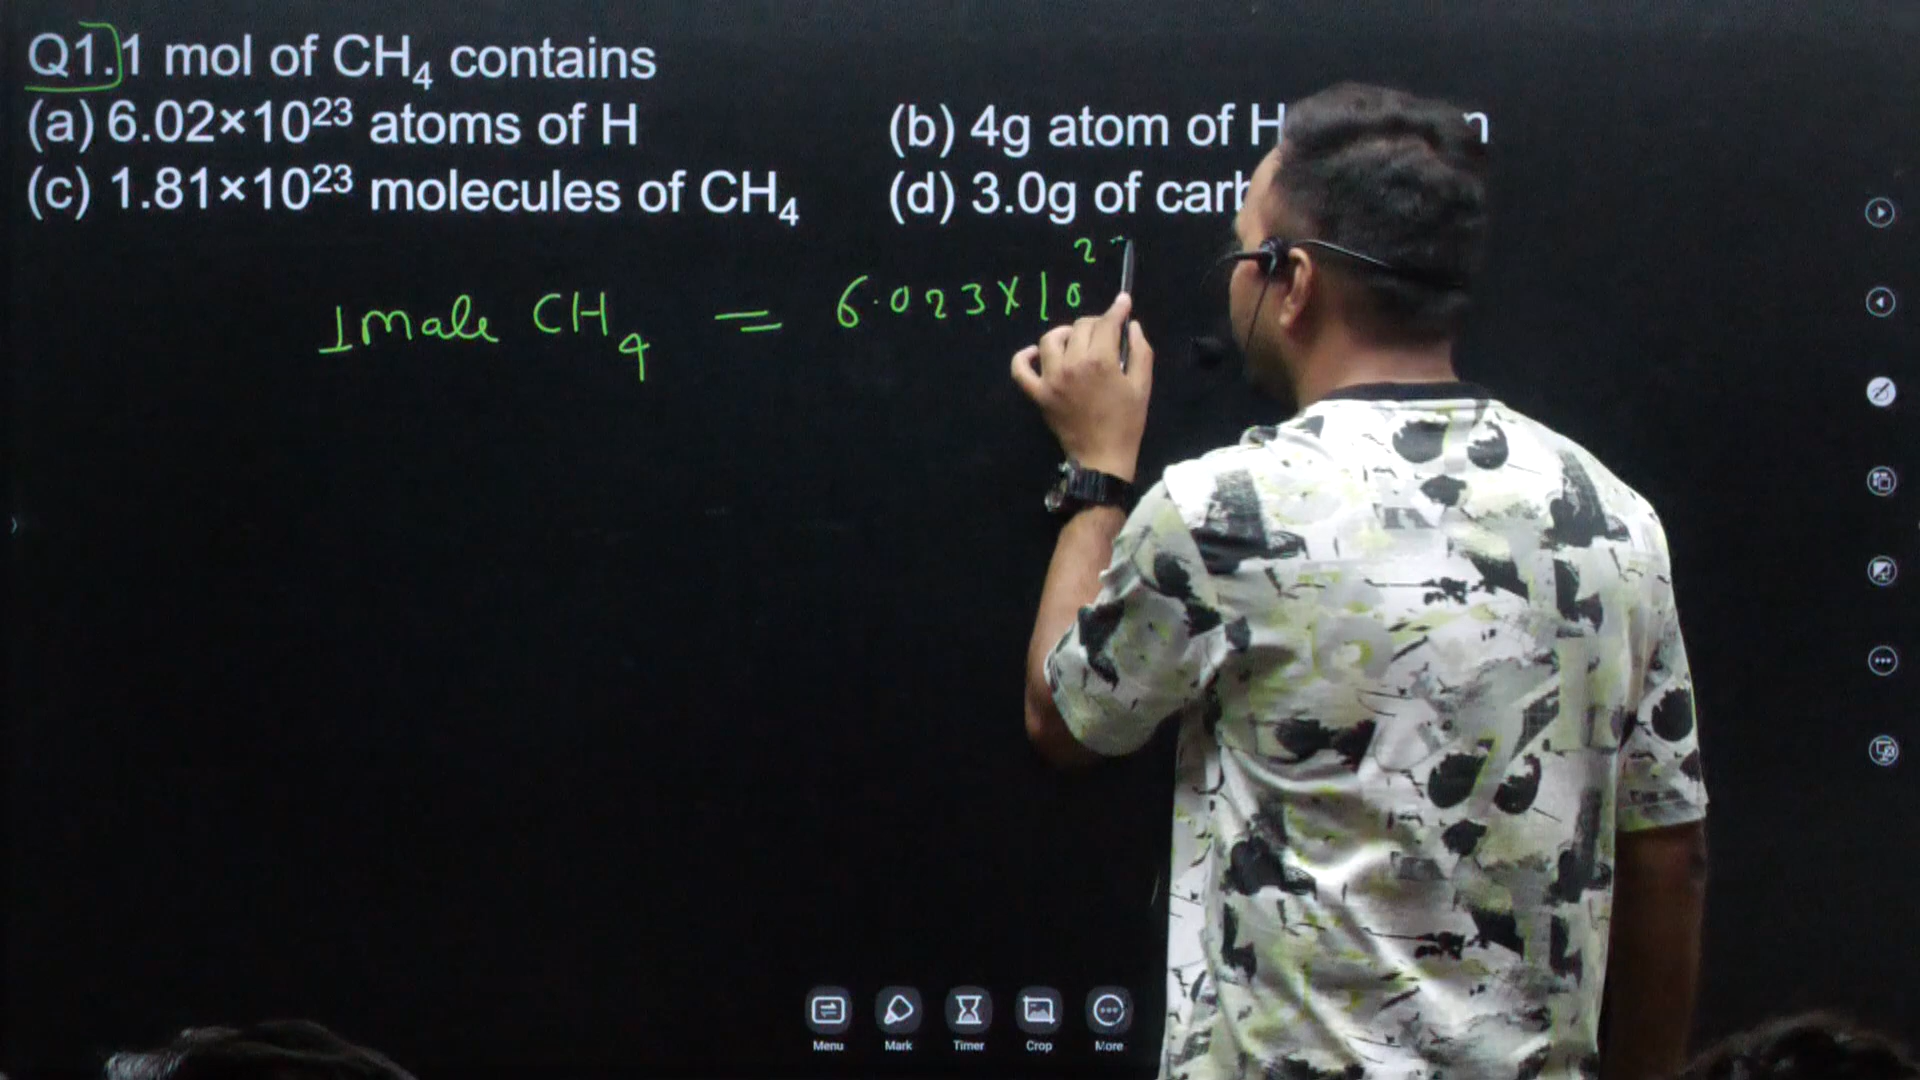 Q1.1 mol of CH₄ contains
(a) 6.02×10²³ atoms of H
(b) 4g atom of H
(c) 1.81×10²³ molecules of CH₄
(d) 3.0g of carb
1 mole CH₄ = 6.023 X 10²
Menu Mark Timer Crop More